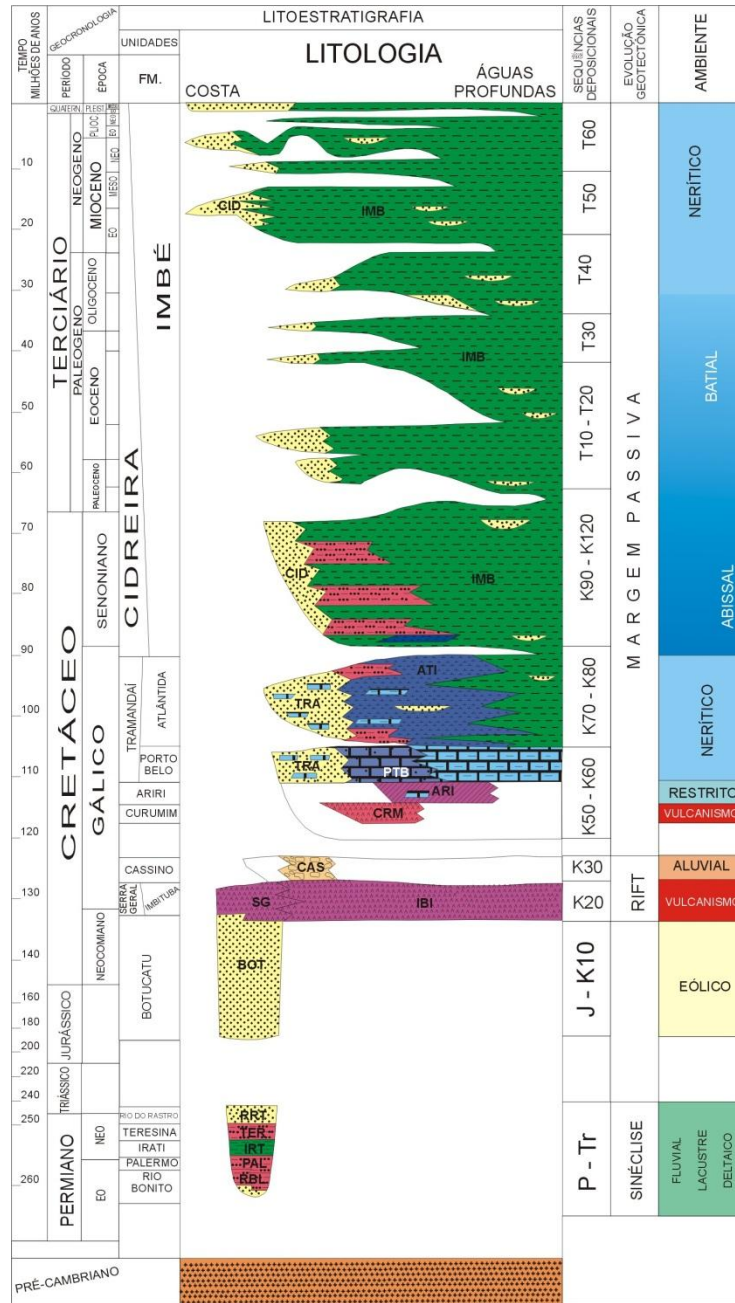 TEMPO
MILHÕES DE ANOS
GEOCRONOLOGIA
PERÍODO
ÉPOCA
LITOESTRATIGRAFIA
UNIDADES
FM.
LITOLOGIA
COSTA
ÁGUAS
PROFUNDAS
SEQUÊNCIAS
DEPOSICIONAIS
EVOLUÇÃO
GEOTECTÔNICA
AMBIENTE
10
20
30
40
50
60
70
80
90
100
110
120
130
140
160
180
200
220
240
250
260
QUATERN.
TERCIÁRIO
NEOGENO
PALEOGENO
CRETÁCEO
JURÁSSICO
TRIÁSSICO
PERMIANO
PRÉ-CAMBRIANO
PLEIST.
PLIOC.
EO
MIOCENO
NEO
MESO
EO
OLIGOCENO
EOCENO
PALEOCENO
SENONIANO
GÁLICO
NEOCOMIANO
NEO
EO
IMBÉ
CIDREIRA
TRAMANDAÍ
ATLÂNTIDA
PORTO
BELO
ARIRI
CURUMIM
CASSINO
SERRA
GERAL
IMBITUBA
BOTUCATU
RIO DO RASTRO
TERESINA
IRATI
PALERMO
RIO
BONITO
CID
IMB
IMB
CID
IMB
ATI
TRA
TRA
PTB
ARI
CRM
CAS
SG
IBI
BOT
RRT
TER
IRT
PAL
RBL
T60
T50
T40
T30
T10 - T20
K90 - K120
K70 - K80
K50 - K60
K30
K20
J - K10
P - Tr
MARGEM PASSIVA
RIFT
SINÉCLISE
NERÍTICO
BATIAL
ABISSAL
NERÍTICO
RESTRITO
VULCANISMO
ALUVIAL
VULCANISMO
EÓLICO
FLUVIAL
LACUSTRE
DELTAICO